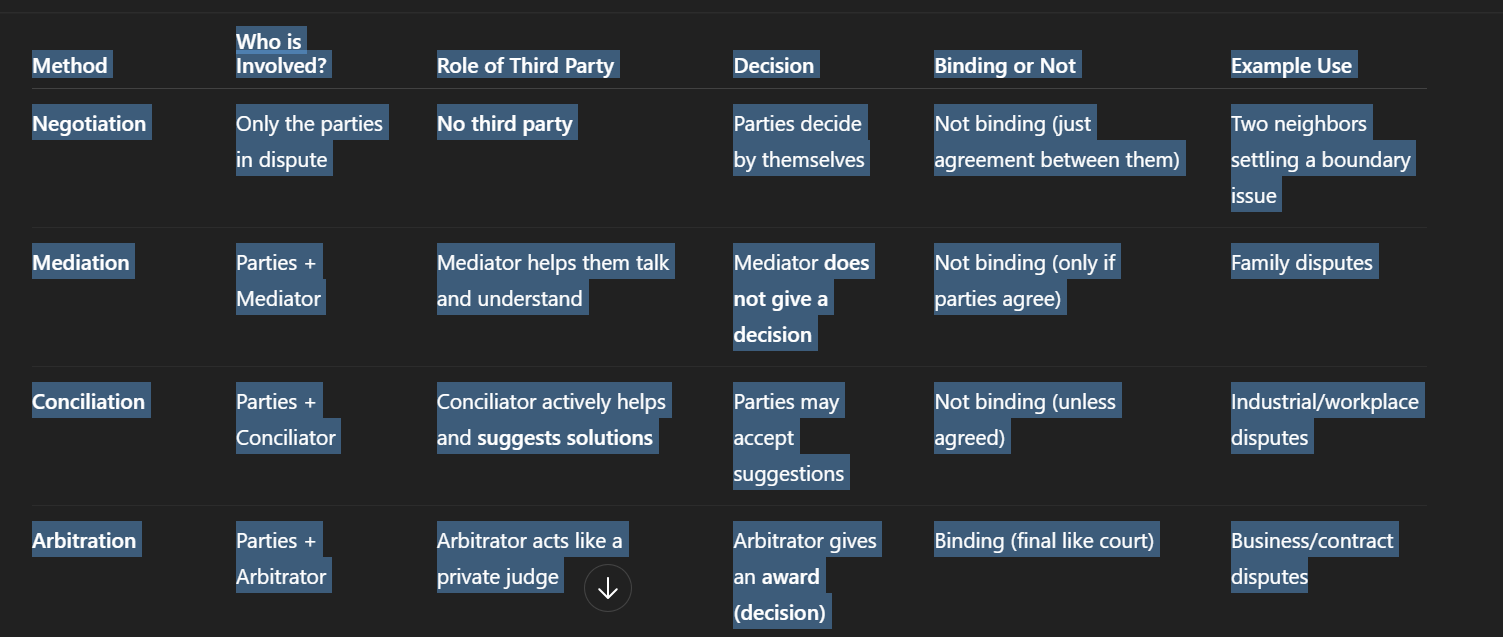 Method Who is Involved? Role of Third Party Decision Binding or Not Example Use
Negotiation Only the parties No third party Parties decide Not binding (just Two neighbors
in dispute by themselves agreement between them) settling a boundary
issue
Mediation Parties + Mediator helps them talk Mediator does Not binding (only if Family disputes
Mediator and understand not give a parties agree)
decision
Conciliation Parties + Conciliator actively helps Parties may Not binding (unless Industrial/workplace
Conciliator and suggests solutions accept agreed) disputes
suggestions
Arbitration Parties + Arbitrator acts like a Arbitrator gives Binding (final like court) Business/contract
Arbitrator private judge an award disputes
(decision)